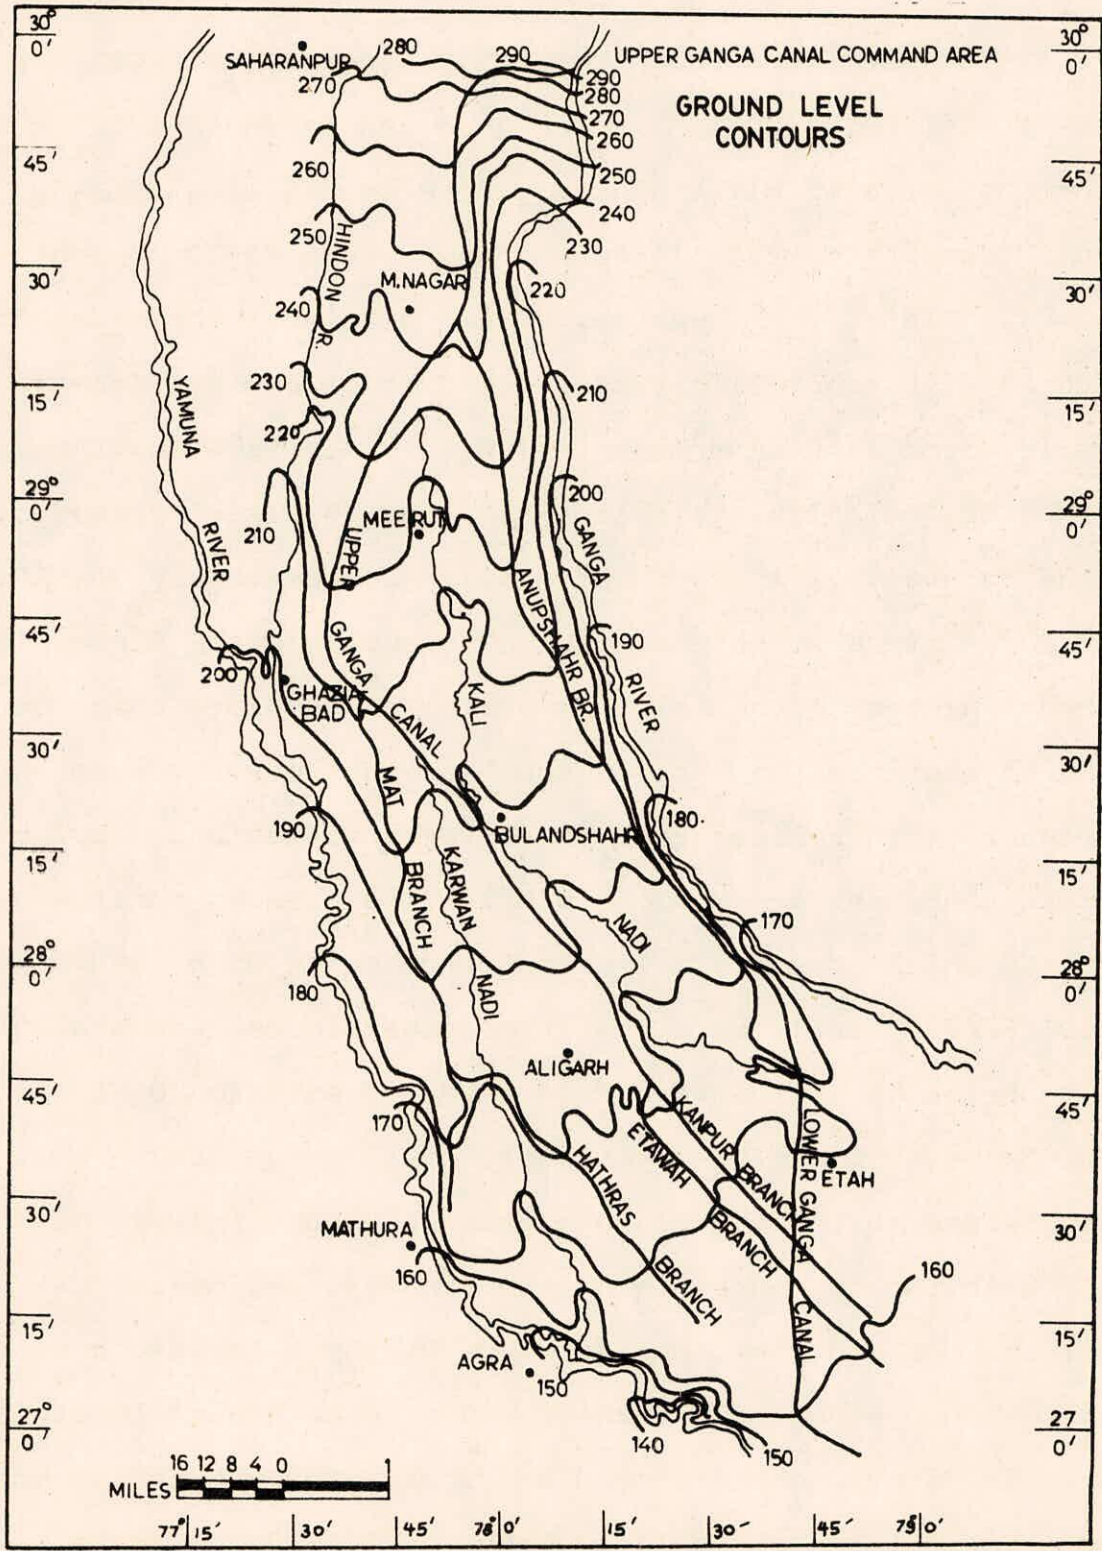 30°
0'
30°
0'
UPPER GANGA CANAL COMMAND AREA
GROUND LEVEL
CONTOURS
SAHARANPUR
280
290
290
280
270
270
260
250
240
230
45'
45'
260
250
HINDON
R.
30'
30'
M.NAGAR
220
240
230
210
15'
15'
YAMUNA
RIVER
220
200
29°
0'
29°
0'
210
MEERUT
UPPER
GANGA
CANAL
GANGA
RIVER
ANUPSHAHR BR.
45'
45'
190
200
GHAZIA
BAD
KALI
NADI
30'
30'
MAT
BRANCH
180.
190
BULANDSHAHR
15'
15'
KARWAN
NADI
170
28°
0'
28°
0'
180
ALIGARH
45'
45'
170
KANPUR BRANCH
ETAWAH
BRANCH
LOWER GANGA
CANAL
ETAH
HATHRAS
BRANCH
30'
30'
MATHURA
160
160
15'
15'
AGRA
150
27°
0'
27
0'
140
150
MILES
16 12 8 4 0 1
77° 15' 30' 45' 76° 0' 15' 30' 45' 75° 0'